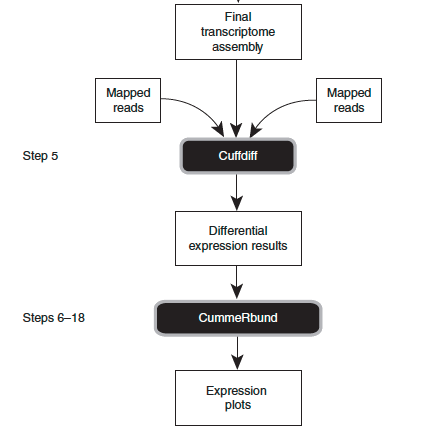 Final
transcriptome
assembly
Mapped
reads
Mapped
reads
Step 5
Cuffdiff
Differential
expression results
Steps 6–18
CummeRbund
Expression
plots